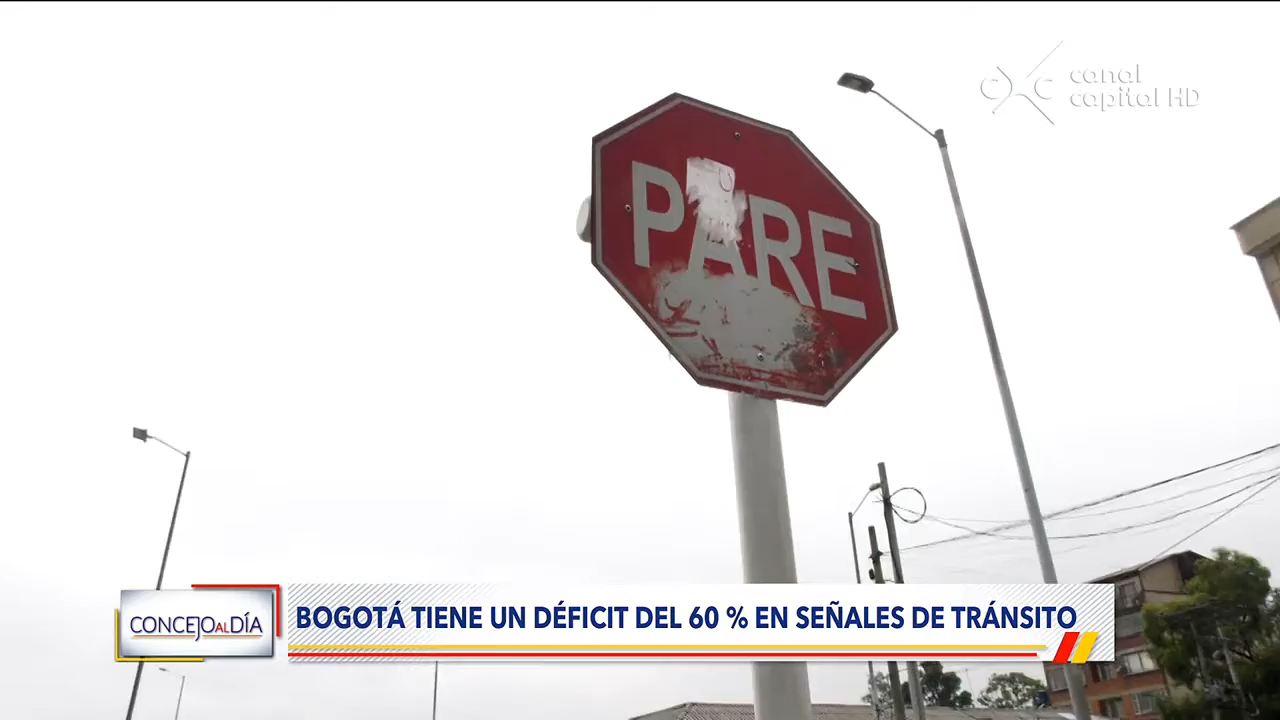 canal
capital HD
PARE
CONCEJO AL DÍA
BOGOTÁ TIENE UN DÉFICIT DEL 60 % EN SEÑALES DE TRÁNSITO